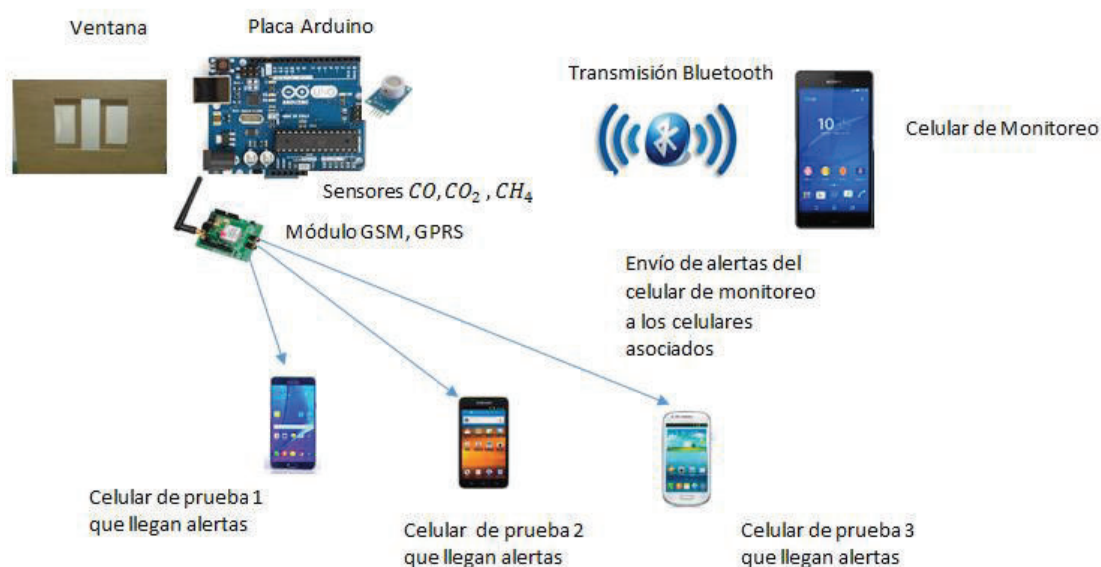 Ventana
Placa Arduino
Transmisión Bluetooth
Celular de Monitoreo
Sensores CO, CO₂ , CH₄
Módulo GSM, GPRS
Envío de alertas del
celular de monitoreo
a los celulares
asociados
Celular de prueba 1
que llegan alertas
Celular de prueba 2
que llegan alertas
Celular de prueba 3
que llegan alertas